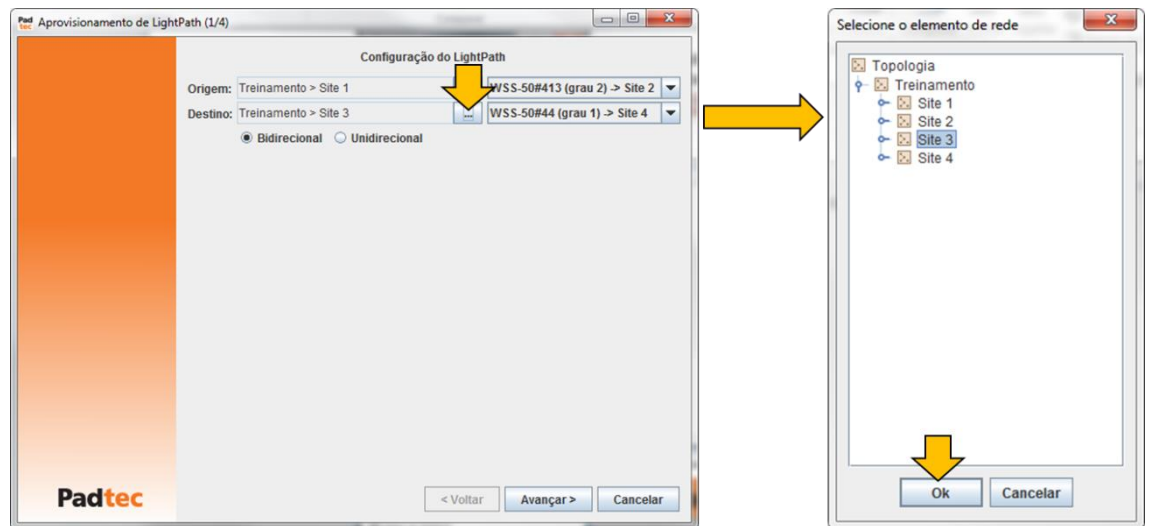 Pad tec Aprovisionamento de LightPath (1/4)
Configuração do LightPath
Origem: Treinamento > Site 1 WSS-50#413 (grau 2) -> Site 2
Destino: Treinamento > Site 3 ... WSS-50#44 (grau 1) -> Site 4
Bidirecional Unidirecional
Padtec
< Voltar Avançar > Cancelar
Selecione o elemento de rede
Topologia
Treinamento
Site 1
Site 2
Site 3
Site 4
Ok Cancelar